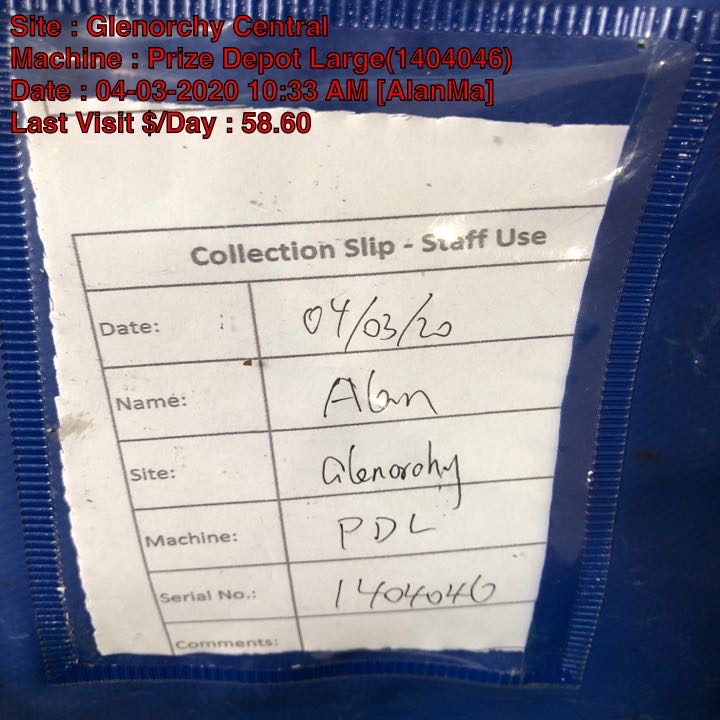 Site : Glenorchy Central
Machine : Prize Depot Large(1404046)
Date : 04-03-2020 10:33 AM [AlanMa]
Last Visit $/Day : 58.60
Collection Slip - Staff Use
Date: 04/03/20
Name: Alan
Site: Glenorchy
Machine: PDL
Serial No.: 1404046
Comments: